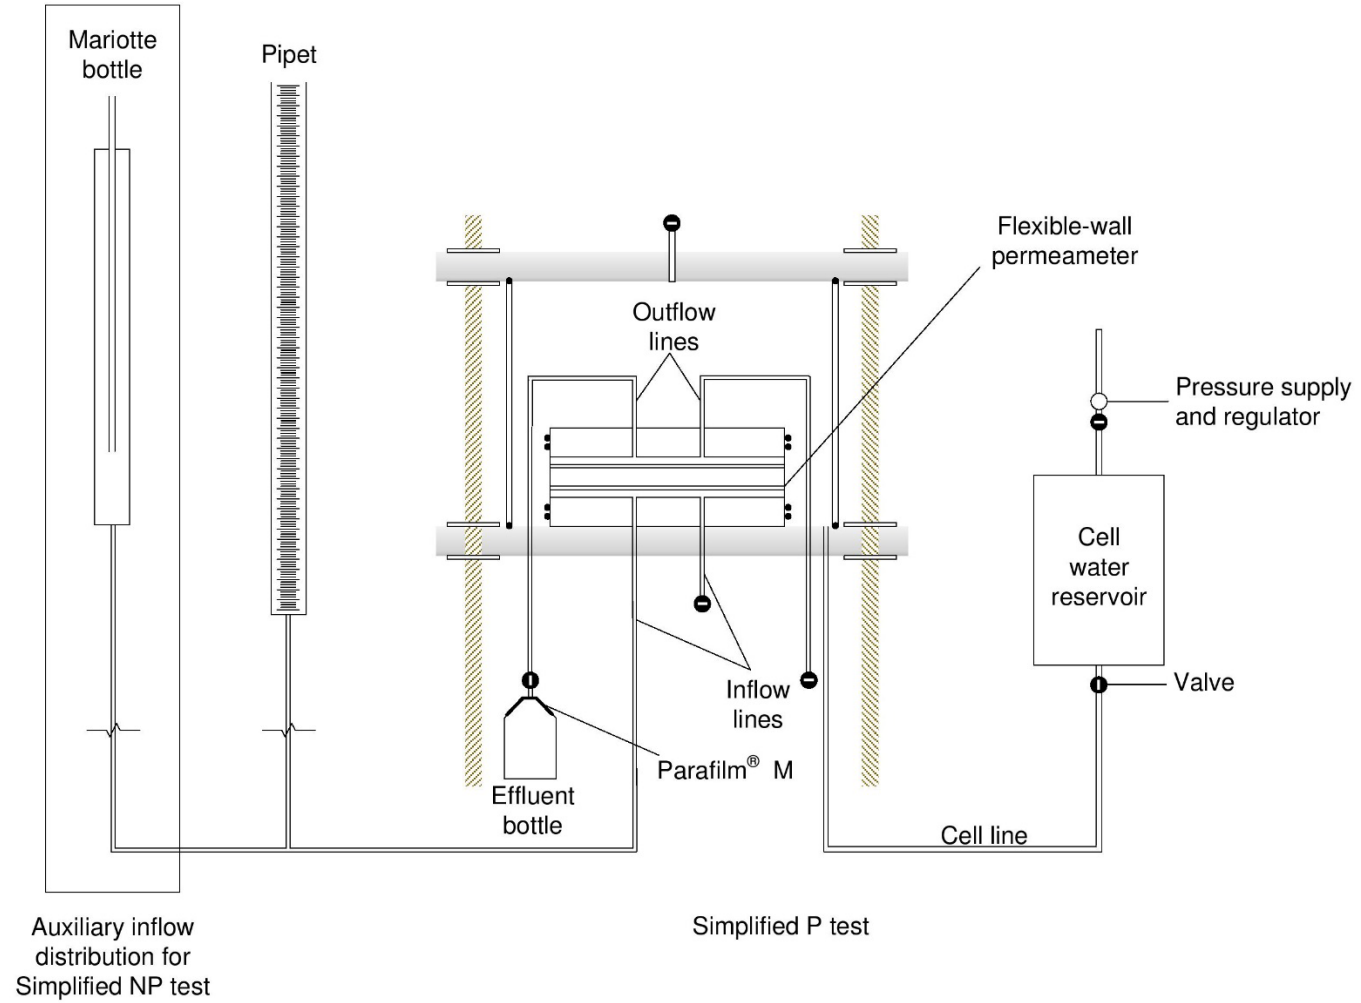 Mariotte
bottle
Pipet
Flexible-wall
permeameter
Outflow
lines
Pressure supply
and regulator
Cell
water
reservoir
Valve
Inflow
lines
Parafilm® M
Effluent
bottle
Cell line
Auxiliary inflow
distribution for
Simplified NP test
Simplified P test